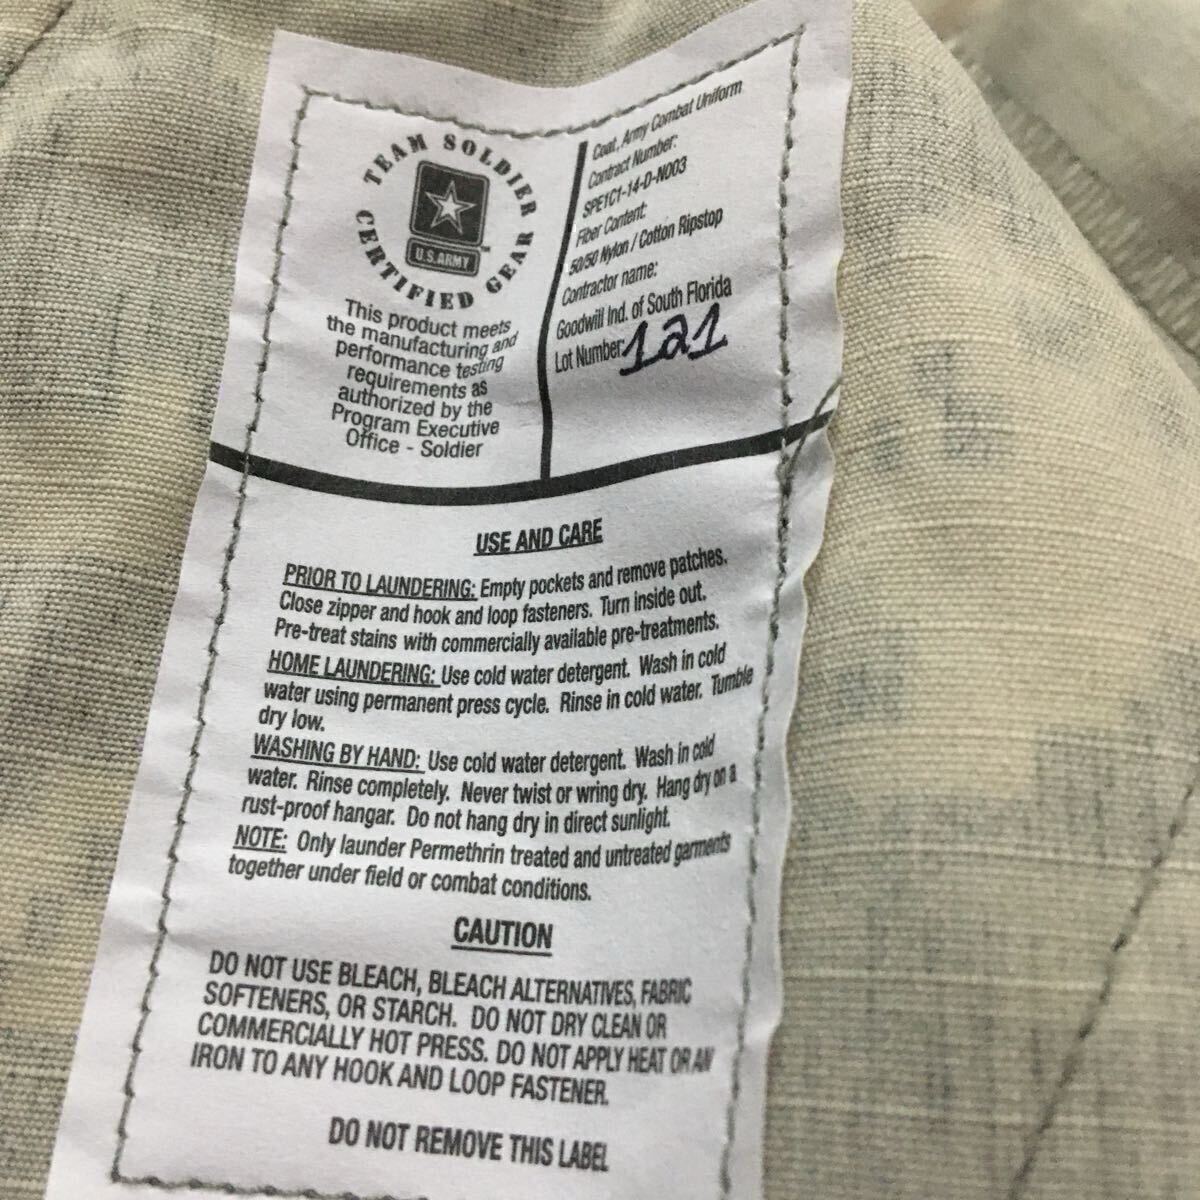 TEAM SOLDIER
CERTIFIED GEAR
U.S.ARMY
™
This product meets
the manufacturing and
performance testing
requirements as
authorized by the
Program Executive
Office - Soldier
Coat, Army Combat Uniform
Contract Number:
SPE1C1-14-D-N003
Fiber Content:
50/50 Nylon / Cotton Ripstop
Contractor name:
Goodwill Ind. of South Florida
Lot Number: 121
USE AND CARE
PRIOR TO LAUNDERING: Empty pockets and remove patches.
Close zipper and hook and loop fasteners. Turn inside out.
Pre-treat stains with commercially available pre-treatments.
HOME LAUNDERING: Use cold water detergent. Wash in cold
water using permanent press cycle. Rinse in cold water. Tumble
dry low.
WASHING BY HAND: Use cold water detergent. Wash in cold
water. Rinse completely. Never twist or wring dry. Hang dry on a
rust-proof hangar. Do not hang dry in direct sunlight.
NOTE: Only launder Permethrin treated and untreated garments
together under field or combat conditions.
CAUTION
DO NOT USE BLEACH, BLEACH ALTERNATIVES, FABRIC
SOFTENERS, OR STARCH. DO NOT DRY CLEAN OR
COMMERCIALLY HOT PRESS. DO NOT APPLY HEAT OR AN
IRON TO ANY HOOK AND LOOP FASTENER.
DO NOT REMOVE THIS LABEL